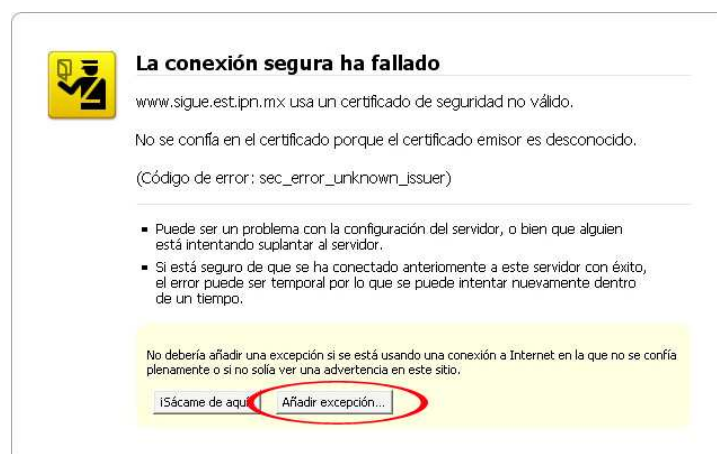 La conexión segura ha fallado
www.sigue.est.ipn.mx usa un certificado de seguridad no válido.
No se confía en el certificado porque el certificado emisor es desconocido.
(Código de error: sec_error_unknown_issuer)
▪ Puede ser un problema con la configuración del servidor, o bien que alguien
está intentando suplantar al servidor.
▪ Si está seguro de que se ha conectado anteriormente a este servidor con éxito,
el error puede ser temporal por lo que se puede intentar nuevamente dentro
de un tiempo.
No debería añadir una excepción si se está usando una conexión a Internet en la que no se confía
plenamente o si no solía ver una advertencia en este sitio.
¡Sácame de aquí Añadir excepción...